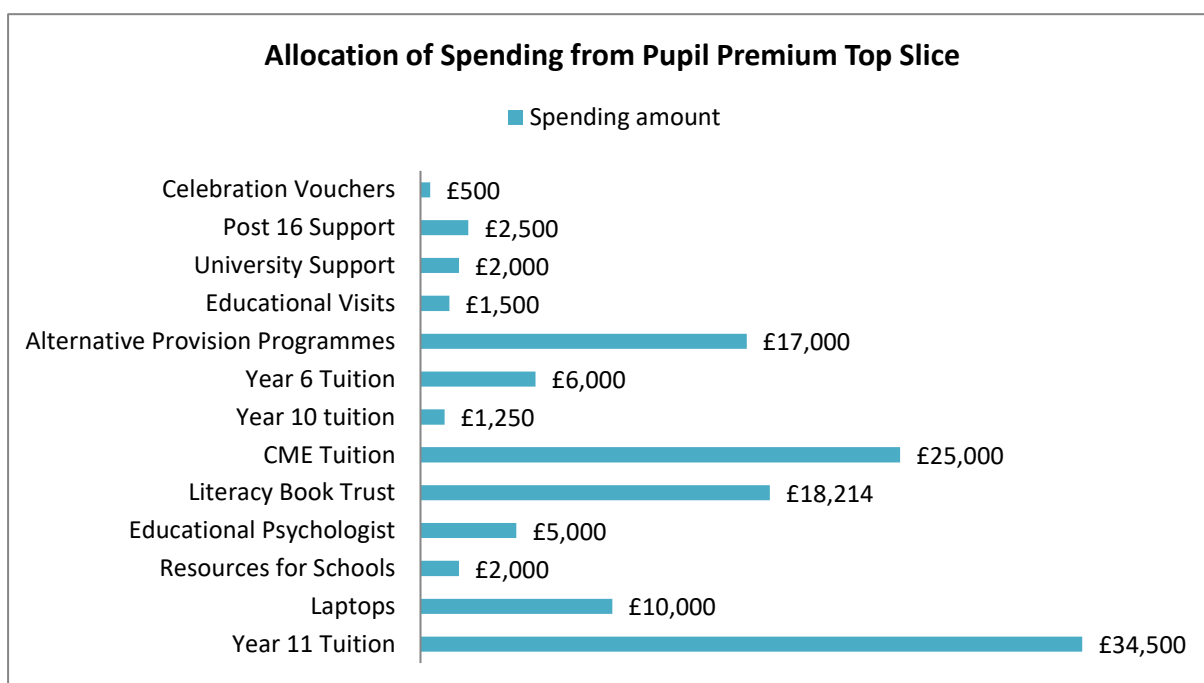 Allocation of Spending from Pupil Premium Top Slice
Spending amount
Celebration Vouchers £500
Post 16 Support £2,500
University Support £2,000
Educational Visits £1,500
Alternative Provision Programmes £17,000
Year 6 Tuition £6,000
Year 10 tuition £1,250
CME Tuition £25,000
Literacy Book Trust £18,214
Educational Psychologist £5,000
Resources for Schools £2,000
Laptops £10,000
Year 11 Tuition £34,500